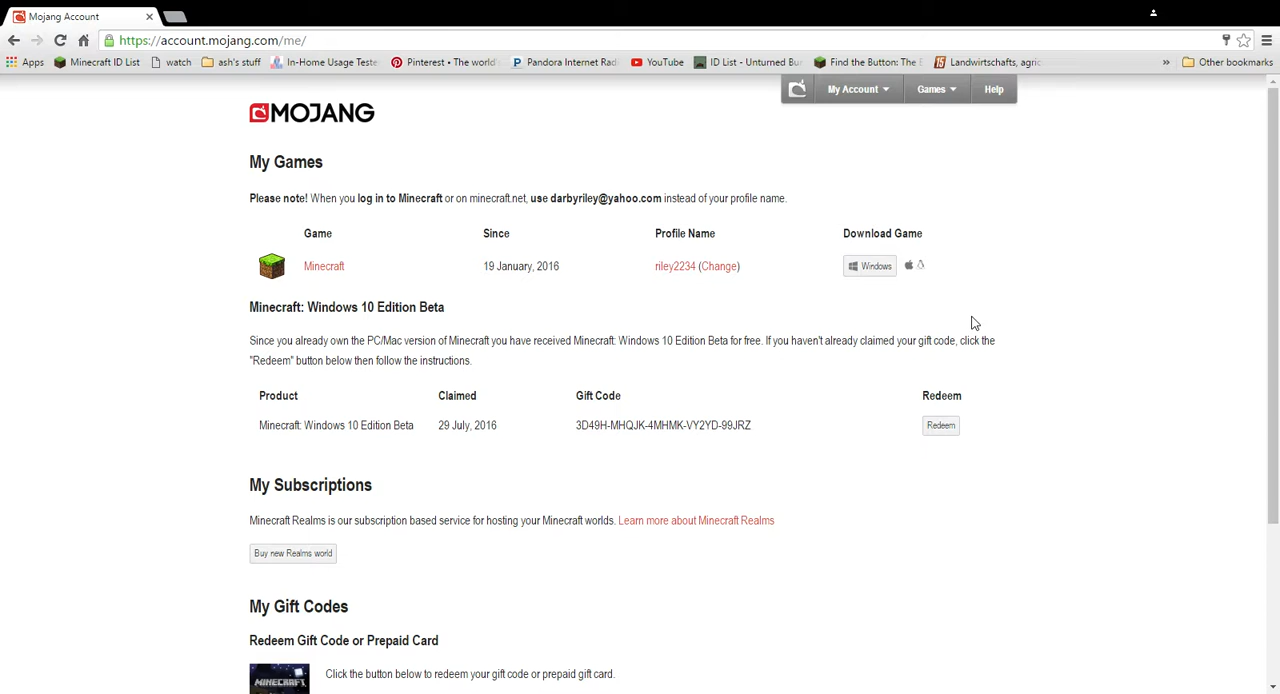 Mojang Account
https://account.mojang.com/me/
Apps Minecraft ID List watch ash's stuff In-Home Usage Teste Pinterest • The world' Pandora Internet Rad YouTube ID List - Unturned Bu Find the Button: The E Landwirtschafts, agric » Other bookmarks
My Account Games Help
MOJANG
My Games
Please note! When you log in to Minecraft or on minecraft.net, use darbyriley@yahoo.com instead of your profile name.
Game Since Profile Name Download Game
Minecraft 19 January, 2016 riley2234 (Change) Windows
Minecraft: Windows 10 Edition Beta
Since you already own the PC/Mac version of Minecraft you have received Minecraft: Windows 10 Edition Beta for free. If you haven't already claimed your gift code, click the
"Redeem" button below then follow the instructions.
Product Claimed Gift Code Redeem
Minecraft: Windows 10 Edition Beta 29 July, 2016 3D49H-MHQJK-4MHMK-VY2YD-99JRZ Redeem
My Subscriptions
Minecraft Realms is our subscription based service for hosting your Minecraft worlds. Learn more about Minecraft Realms
Buy new Realms world
My Gift Codes
Redeem Gift Code or Prepaid Card
Click the button below to redeem your gift code or prepaid gift card.
MINECRAFT